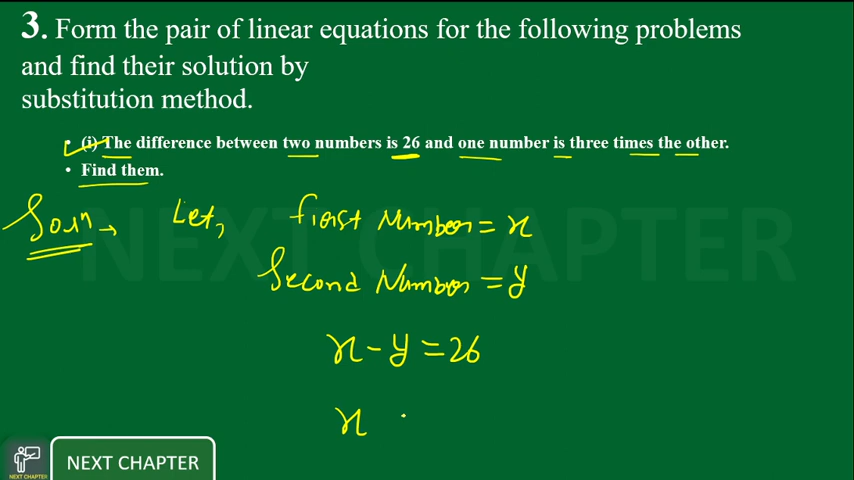 3. Form the pair of linear equations for the following problems
and find their solution by
substitution method.
• (i) The difference between two numbers is 26 and one number is three times the other.
• Find them.
Soln → Let, First Number = x
Second Number = y
x - y = 26
x
NEXT CHAPTER
NEXT CHAPTER
NEXT CHAPTER